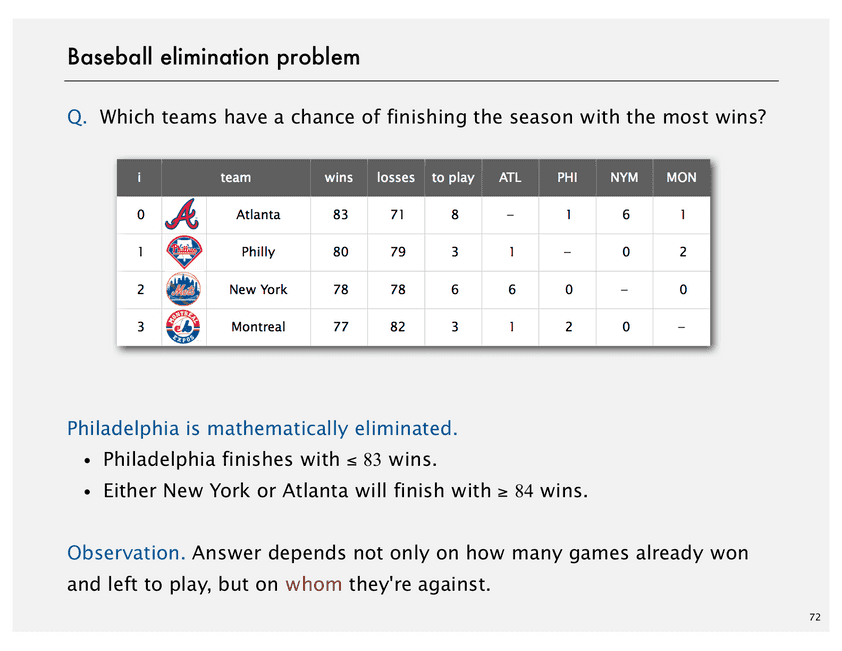 Baseball elimination problem
Q. Which teams have a chance of finishing the season with the most wins?
i team wins losses to play ATL PHI NYM MON
0 Atlanta 83 71 8 – 1 6 1
1 Phillies Philly 80 79 3 1 – 0 2
2 Mets New York 78 78 6 6 0 – 0
3 MONTREAL EXPOS Montreal 77 82 3 1 2 0 –
Philadelphia is mathematically eliminated.
• Philadelphia finishes with ≤ 83 wins.
• Either New York or Atlanta will finish with ≥ 84 wins.
Observation. Answer depends not only on how many games already won
and left to play, but on whom they're against.
72